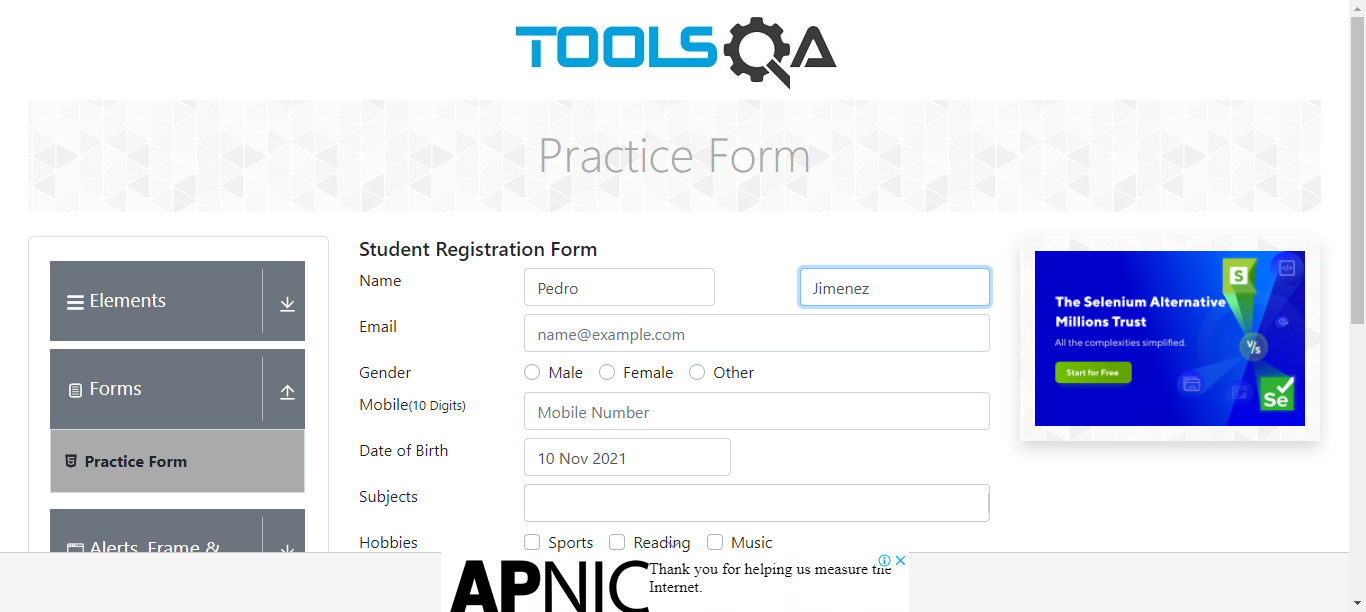 TOOLSQA
Practice Form
Elements
Forms
Practice Form
Alerts, Frame &
Student Registration Form
Name
Pedro
Jimenez
Email
name@example.com
Gender
Male
Female
Other
Mobile(10 Digits)
Mobile Number
Date of Birth
10 Nov 2021
Subjects
Hobbies
Sports
Reading
Music
S
The Selenium Alternative
Millions Trust
All the complexities simplified.
V/s
Start for Free
Se
APNIC
Thank you for helping us measure the
Internet.